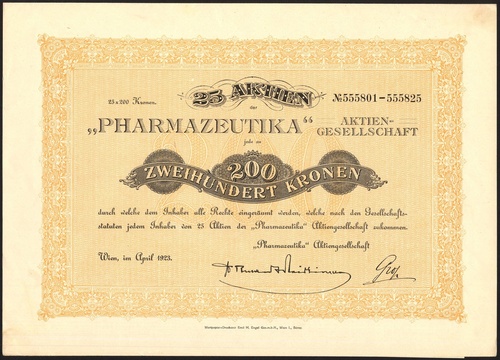 25 x 200 Kronen.
25 AKTIEN
der
№555801-555825
„PHARMAZEUTIKA“
AKTIEN-
GESELLSCHAFT
jede zu
200
ZWEIHUNDERT KRONEN
durch welche dem Inhaber alle Rechte eingeräumt werden, welche nach den Gesellschafts-
statuten jedem Inhaber von 25 Aktien der „Pharmazeutika" Aktiengesellschaft zukommen.
„Pharmazeutika" Aktiengesellschaft
Wien, im April 1923.